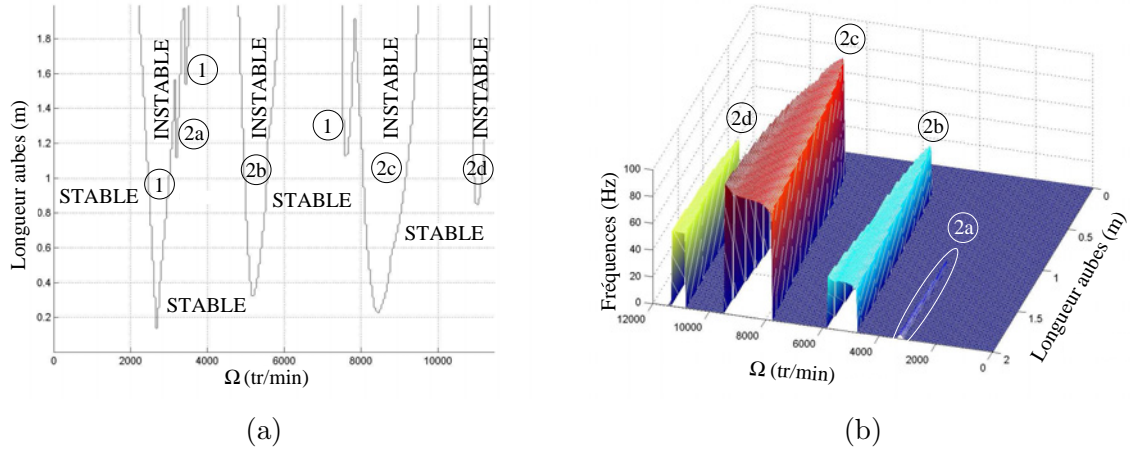 1.8
1.6
1.4
1.2
1
0.8
0.6
0.4
0.2
Longueur aubes (m)
INSTABLE
INSTABLE
INSTABLE
INSTABLE
1
2a
1
1
2b
2c
2d
STABLE
STABLE
STABLE
STABLE
0
2000
4000
6000
8000
10000
Ω (tr/min)
(a)
2c
2d
2b
2a
100
80
60
40
20
0
Fréquences (Hz)
12000
10000
8000
6000
4000
2000
0
Ω (tr/min)
0
0.5
1
1.5
2
Longueur aubes (m)
(b)